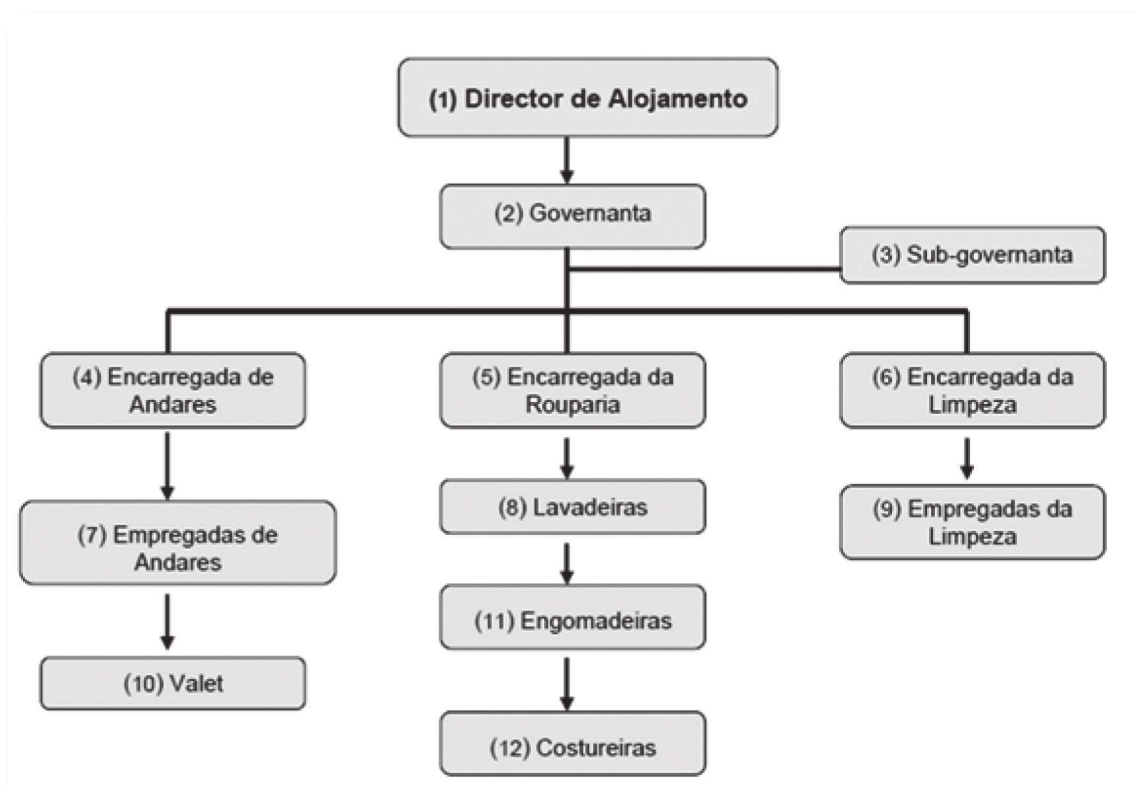 (1) Director de Alojamento
(2) Governanta
(3) Sub-governanta
(4) Encarregada de
Andares
(5) Encarregada da
Rouparia
(6) Encarregada da
Limpeza
(7) Empregadas de
Andares
(8) Lavadeiras
(9) Empregadas da
Limpeza
(10) Valet
(11) Engomadeiras
(12) Costureiras